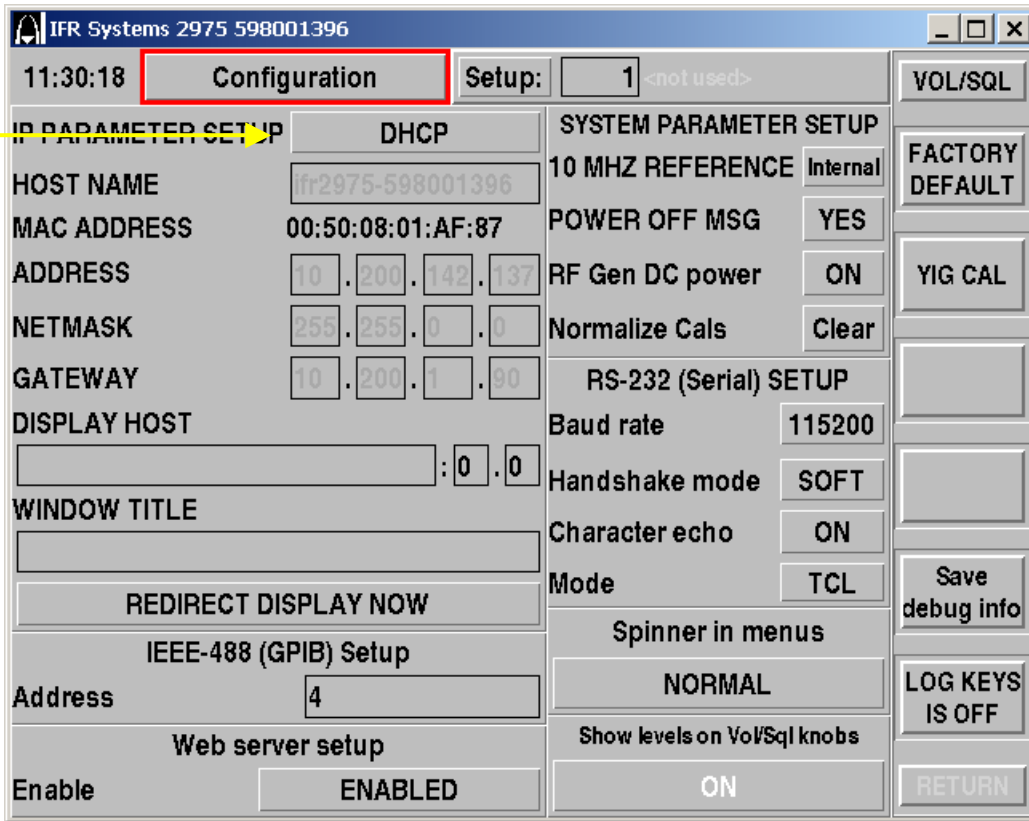 IFR Systems 2975 598001396
11:30:18 Configuration Setup: 1 <not used>
IP PARAMETER SETUP DHCP
HOST NAME ifr2975-598001396
MAC ADDRESS 00:50:08:01:AF:87
ADDRESS 10 . 200 . 142 . 137
NETMASK 255 . 255 . 0 . 0
GATEWAY 10 . 200 . 1 . 90
DISPLAY HOST
: 0 . 0
WINDOW TITLE
REDIRECT DISPLAY NOW
IEEE-488 (GPIB) Setup
Address 4
Web server setup
Enable ENABLED
SYSTEM PARAMETER SETUP
10 MHZ REFERENCE Internal
POWER OFF MSG YES
RF Gen DC power ON
Normalize Cals Clear
RS-232 (Serial) SETUP
Baud rate 115200
Handshake mode SOFT
Character echo ON
Mode TCL
Spinner in menus
NORMAL
Show levels on Vol/Sql knobs
ON
VOL/SQL
FACTORY
DEFAULT
YIG CAL
Save
debug info
LOG KEYS
IS OFF
RETURN